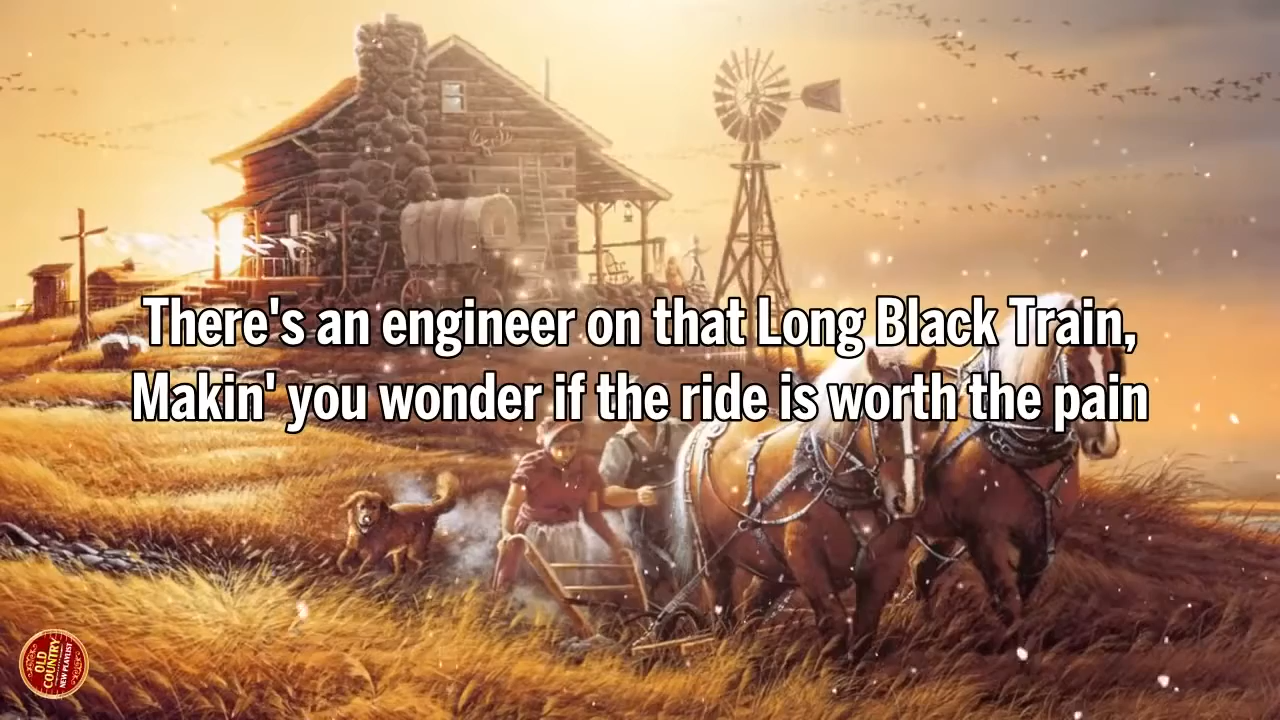 There's an engineer on that Long Black Train,
Makin' you wonder if the ride is worth the pain
OLD
COUNTRY
NEW PLAYLIST